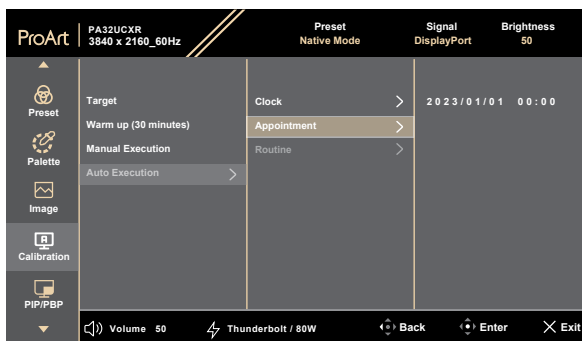 ProArt
PA32UCXR
3840 x 2160_60Hz
Preset
Native Mode
Signal
DisplayPort
Brightness
50
Preset
Palette
Image
Calibration
PIP/PBP
Target
Warm up (30 minutes)
Manual Execution
Auto Execution
Clock
Appointment
Routine
2023/01/01 00:00
Volume 50
Thunderbolt / 80W
Back
Enter
Exit